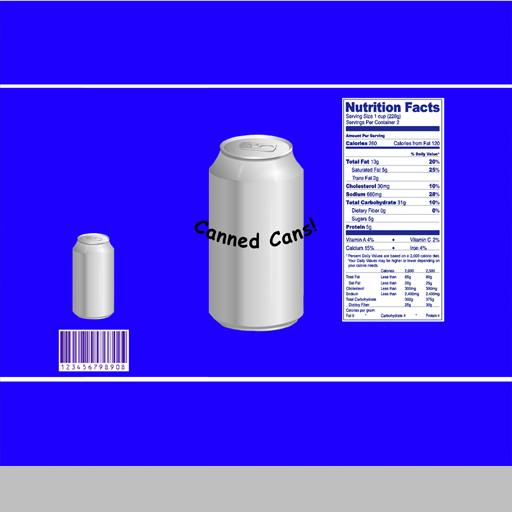 Canned Cans!
Nutrition Facts
Serving Size 1 cup (228g)
Servings Per Container 2
Amount Per Serving
Calories 260 Calories from Fat 120
% Daily Value*
Total Fat 13g 20%
Saturated Fat 5g 25%
Trans Fat 2g
Cholesterol 30mg 10%
Sodium 660mg 28%
Total Carbohydrate 31g 10%
Dietary Fiber 0g 0%
Sugars 5g
Protein 5g
Vitamin A 4% • Vitamin C 2%
Calcium 15% • Iron 4%
* Percent Daily Values are based on a 2,000 calorie diet.
Your Daily Values may be higher or lower depending on
your calorie needs.
Calories: 2,000 2,500
Total Fat Less than 65g 80g
Sat Fat Less than 20g 25g
Cholesterol Less than 300mg 300mg
Sodium Less than 2,400mg 2,400mg
Total Carbohydrate 300g 375g
Dietary Fiber 25g 30g
Calories per gram:
Fat 9 * Carbohydrate 4 * Protein 4
123456798908